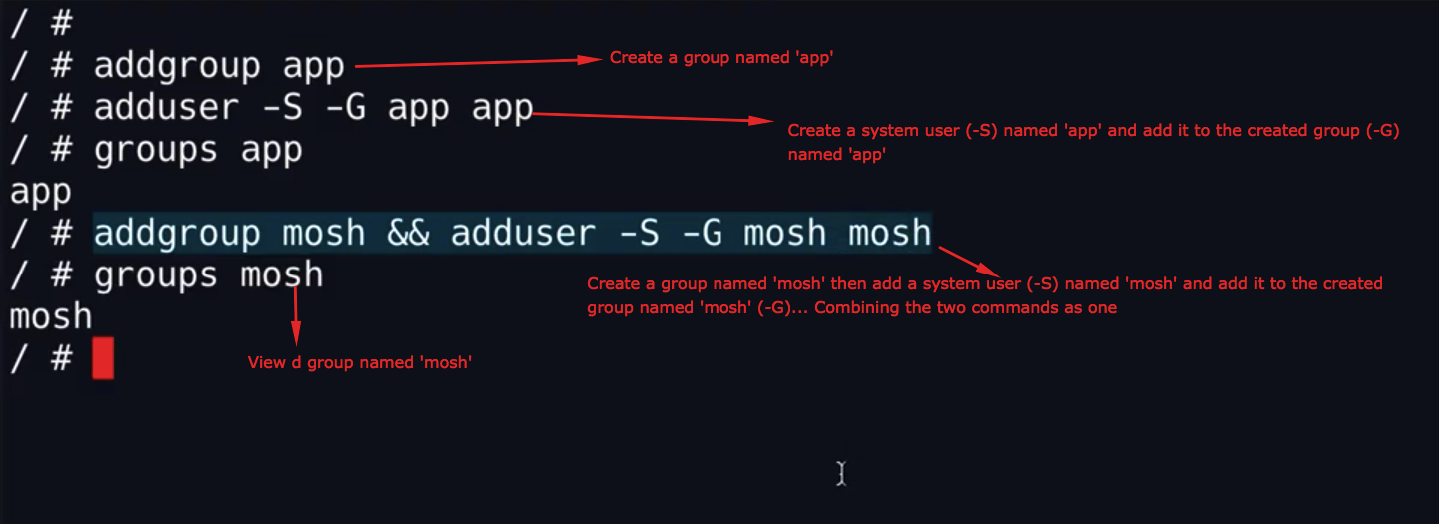 / #
/ # addgroup app
Create a group named 'app'
/ # adduser -S -G app app
Create a system user (-S) named 'app' and add it to the created group (-G)
named 'app'
/ # groups app
app
/ # addgroup mosh && adduser -S -G mosh mosh
/ # groups mosh
Create a group named 'mosh' then add a system user (-S) named 'mosh' and add it to the created
group named 'mosh' (-G)... Combining the two commands as one
mosh
/ #
View d group named 'mosh'